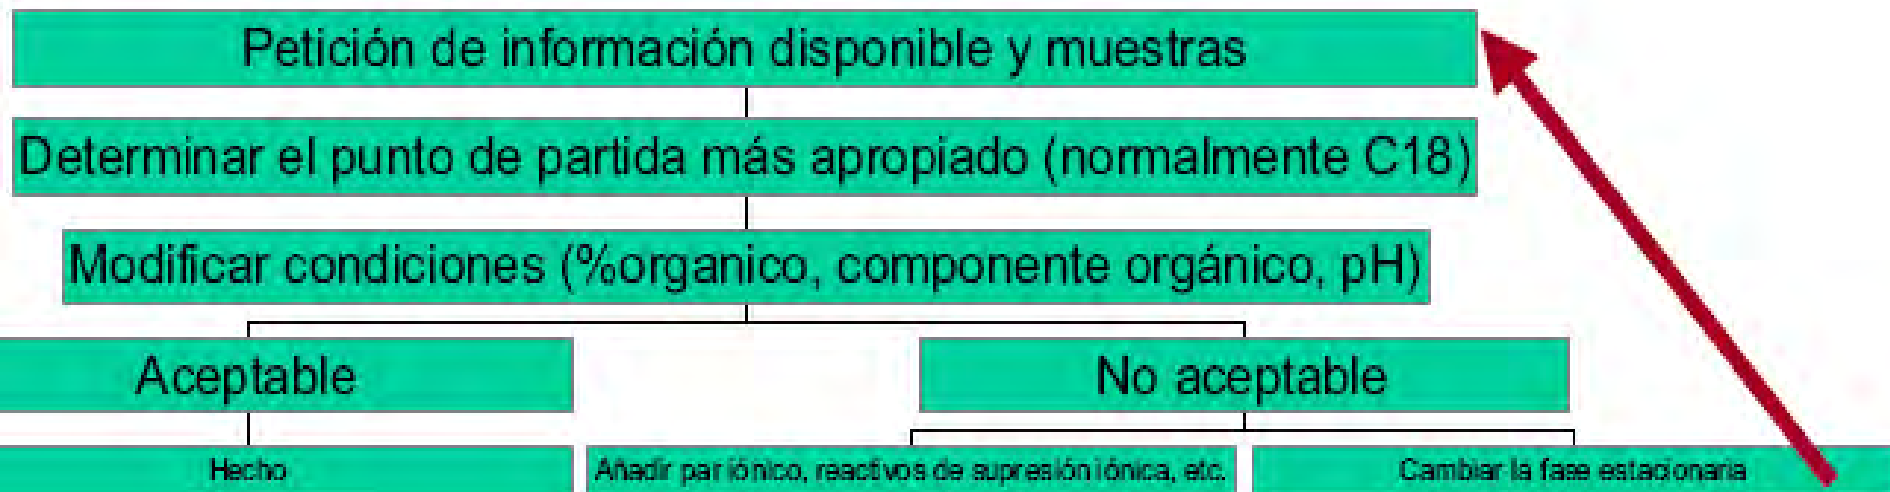 Petición de información disponible y muestras
Determinar el punto de partida más apropiado (normalmente C18)
Modificar condiciones (%organico, componente orgánico, pH)
Aceptable
No aceptable
Hecho
Añadir par iónico, reactivos de supresión iónica, etc.
Cambiar la fase estacionaria